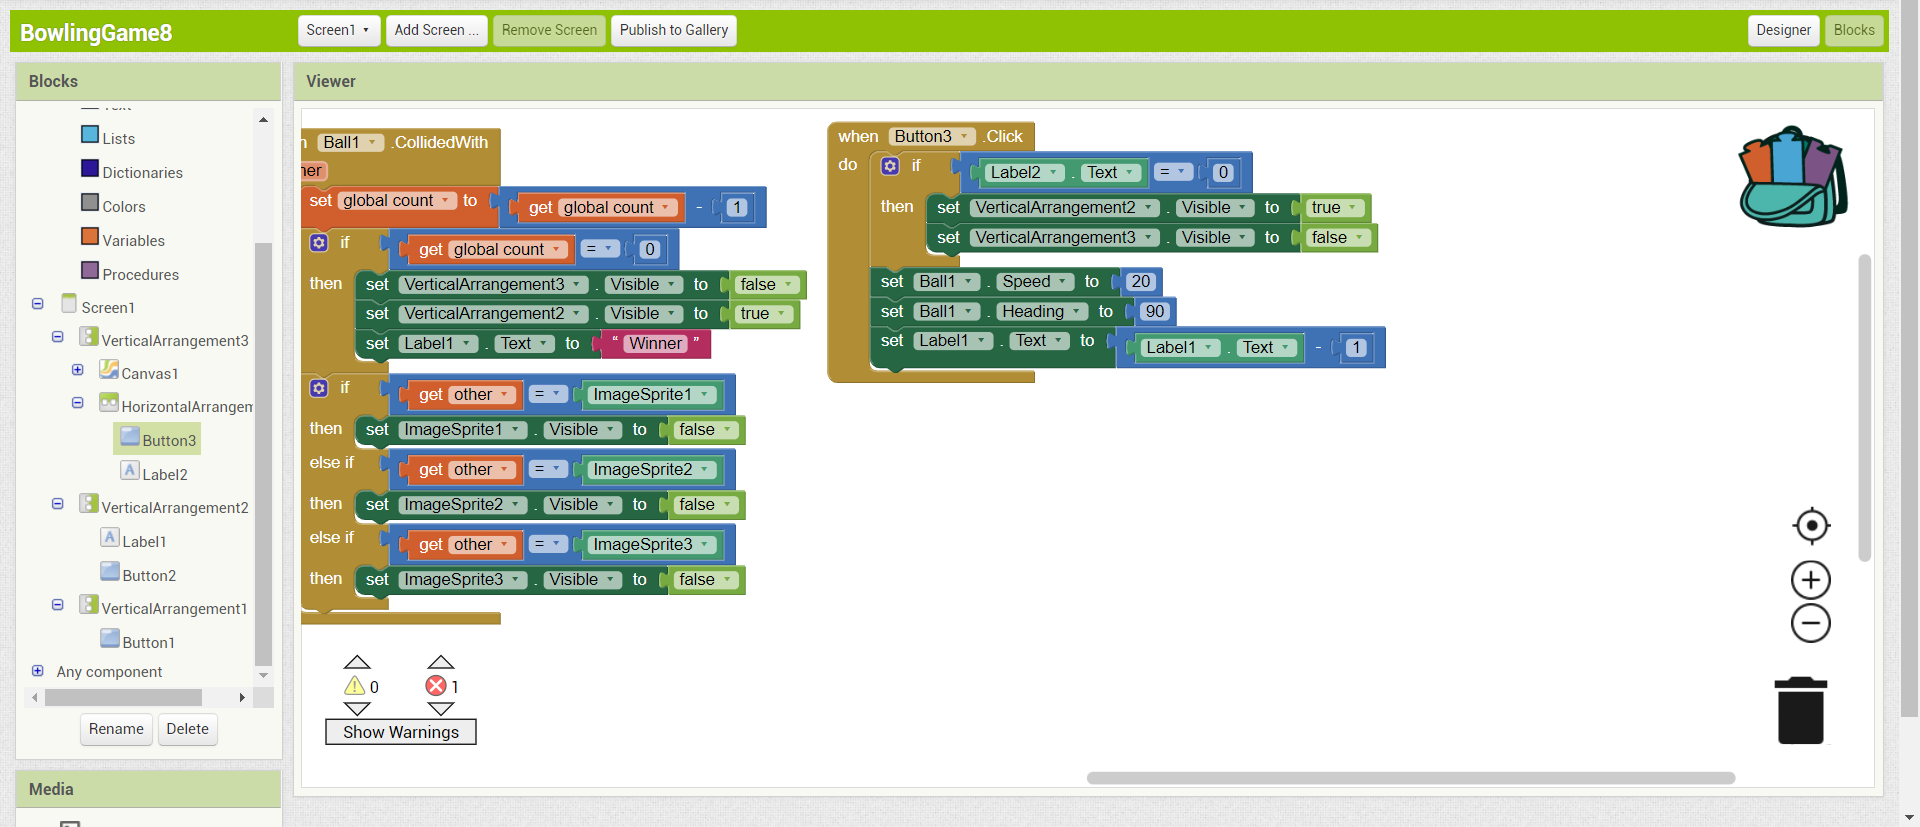 BowlingGame8
Screen1 ▾ Add Screen ... Remove Screen Publish to Gallery Designer Blocks
Blocks
Lists
Dictionaries
Colors
Variables
Procedures
Screen1
VerticalArrangement3
Canvas1
HorizontalArrangem
Button3
Label2
VerticalArrangement2
Label1
Button2
VerticalArrangement1
Button1
Any component
Rename Delete
Media
Viewer
Ball1 .CollidedWith
set global count to get global count - 1
if get global count = 0
then set VerticalArrangement3 . Visible to false
set VerticalArrangement2 . Visible to true
set Label1 . Text to “ Winner ”
if get other = ImageSprite1
then set ImageSprite1 . Visible to false
else if get other = ImageSprite2
then set ImageSprite2 . Visible to false
else if get other = ImageSprite3
then set ImageSprite3 . Visible to false
0 1
Show Warnings
when Button3 .Click
do if Label2 . Text = 0
then set VerticalArrangement2 . Visible to true
set VerticalArrangement3 . Visible to false
set Ball1 . Speed to 20
set Ball1 . Heading to 90
set Label1 . Text to Label1 . Text - 1